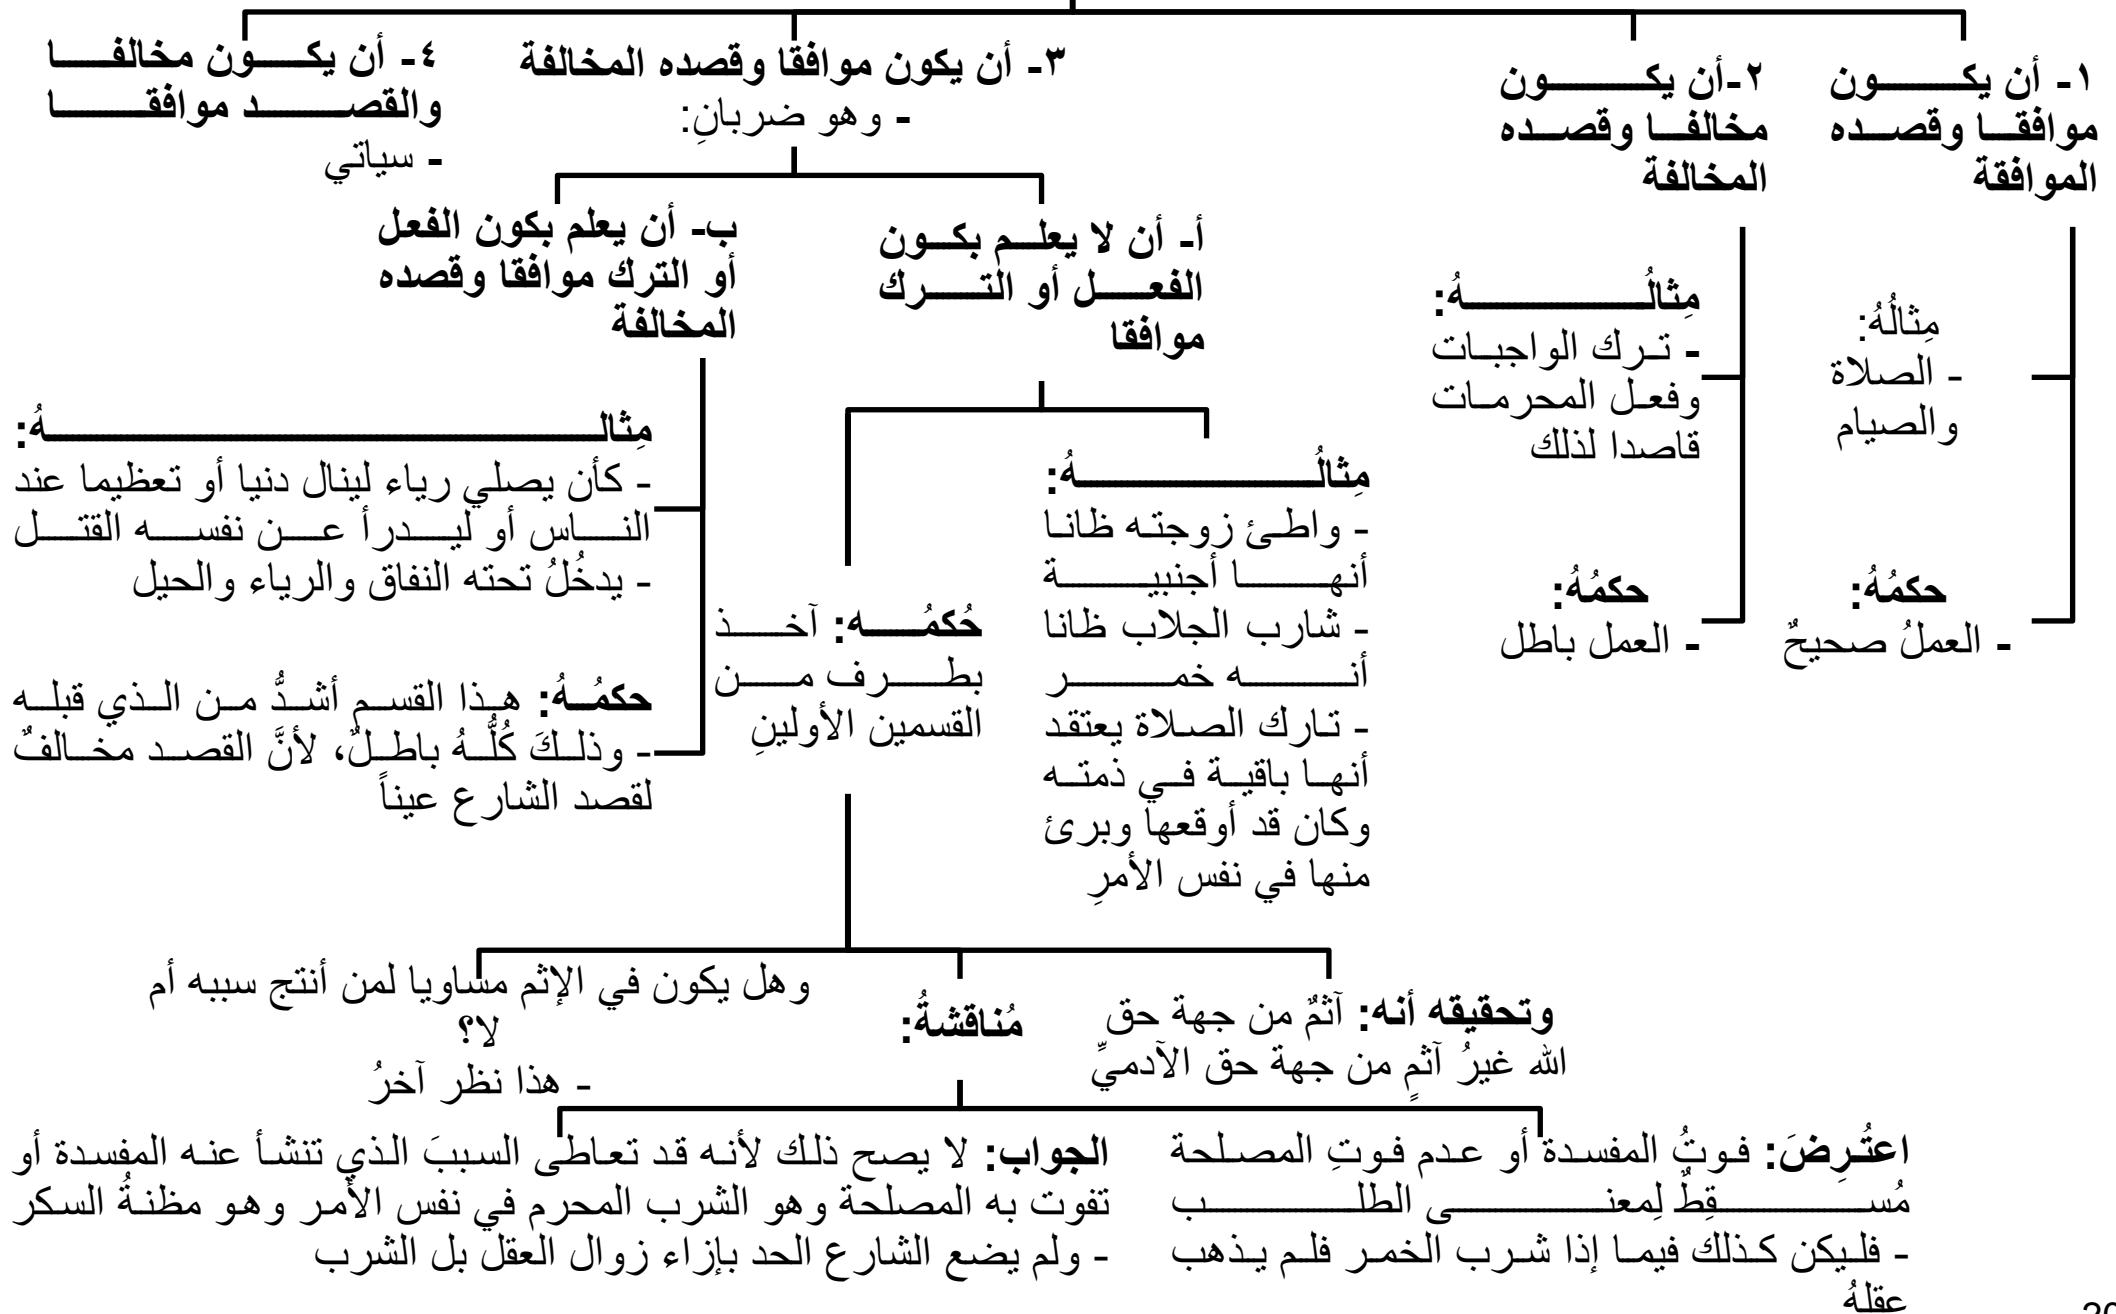 ١- أن يكون
موافقا وقصده
الموافقة
مِثالُهُ:
- الصلاة
والصيام
حكمُهُ:
- العملُ صحيحٌ
٢-أن يكون
مخالفا وقصده
المخالفة
مِثالُهُ:
- ترك الواجبات
وفعل المحرمات
قاصدا لذلك
حكمُهُ:
- العمل باطل
٣- أن يكون موافقا وقصده المخالفة
- وهو ضربانِ:
أ- أن لا يعلم بكون
الفعل أو الترك
موافقا
مِثالُهُ:
- واطئ زوجته ظانا
أنها أجنبية
- شارب الجلاب ظانا
أنه خمر
- تارك الصلاة يعتقد
أنها باقية في ذمته
وكان قد أوقعها وبرئ
منها في نفس الأمرِ
حُكمُه: آخذ
بطرف من
القسمين الأولينِ
وتحقيقه أنه: آثمٌ من جهة حق
الله غيرُ آثمٍ من جهة حق الآدميِّ
مُناقشةُ:
اعتُرِضَ: فوتُ المفسدة أو عدم فوتِ المصلحة
مُسقِطٌ لِمعنى الطلب
- فليكن كذلك فيما إذا شرب الخمر فلم يذهب
عقلهُ
الجواب: لا يصح ذلك لأنه قد تعاطى السببَ الذي تنشأ عنه المفسدة أو
تفوت به المصلحة وهو الشرب المحرم في نفس الأمر وهو مظنةُ السكر
- ولم يضع الشارع الحد بإزاء زوال العقل بل الشرب
وهل يكون في الإثم مساويا لمن أنتج سببه أم
لا؟
- هذا نظر آخرُ
ب- أن يعلم بكون الفعل
أو الترك موافقا وقصده
المخالفة
مِثالهُ:
- كأن يصلي رياء لينال دنيا أو تعظيما عند
الناس أو ليدرأ عن نفسه القتل
- يدخُلُ تحته النفاق والرياء والحيل
حكمُهُ: هذا القسم أشدُّ من الذي قبله
- وذلكَ كُلُّهُ باطلٌ، لأنَّ القصد مخالفٌ
لقصد الشارع عيناً
٤- أن يكون مخالفا
والقصد موافقا
- سياتي